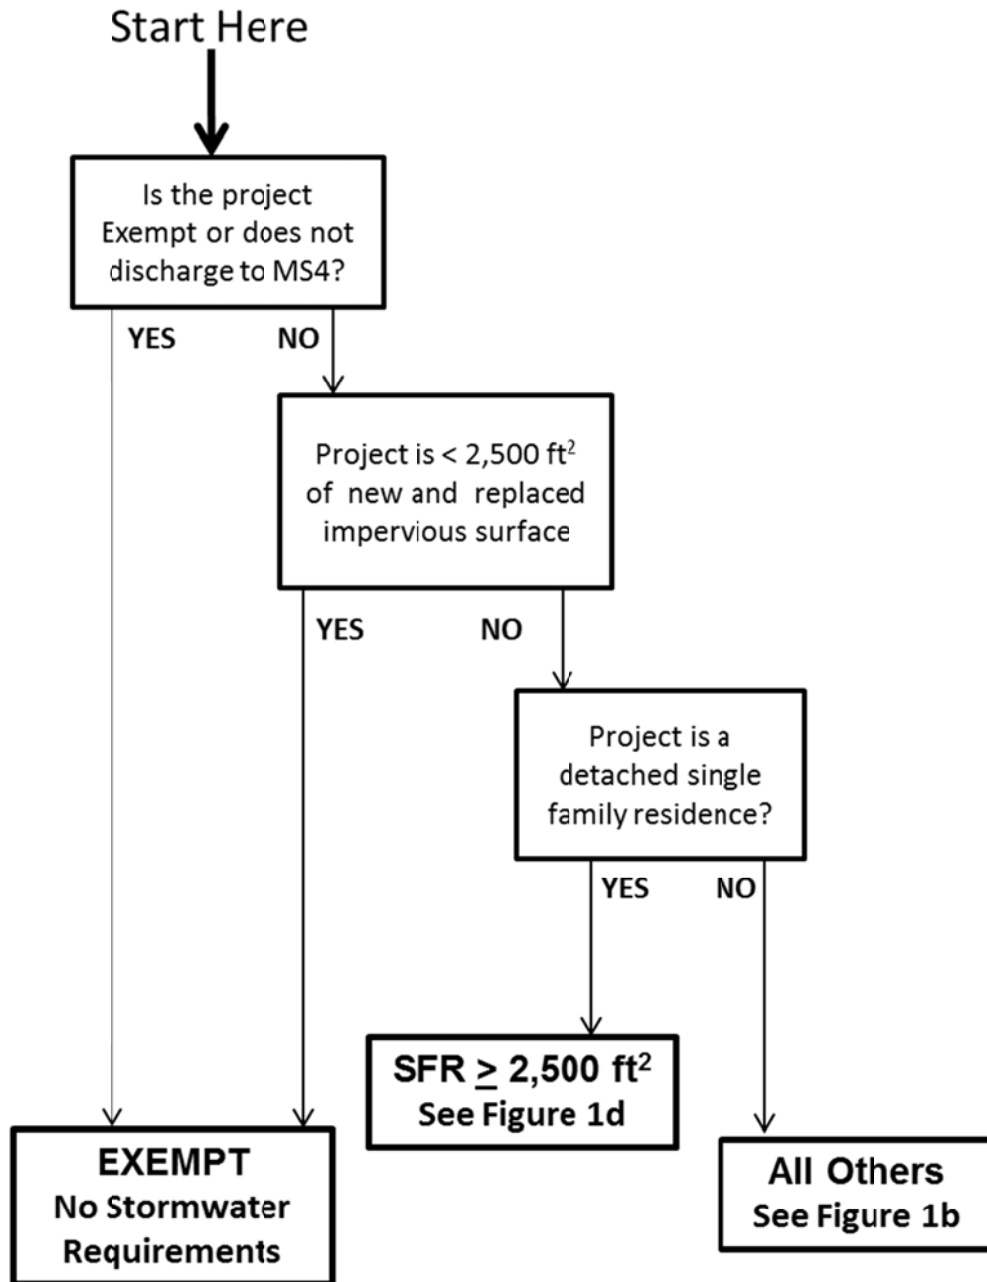 Start Here
Is the project
Exempt or does not
discharge to MS4?
YES
NO
Project is < 2,500 ft²
of new and replaced
impervious surface
YES
NO
Project is a
detached single
family residence?
YES
NO
SFR ≥ 2,500 ft²
See Figure 1d
EXEMPT
No Stormwater
Requirements
All Others
See Figure 1b